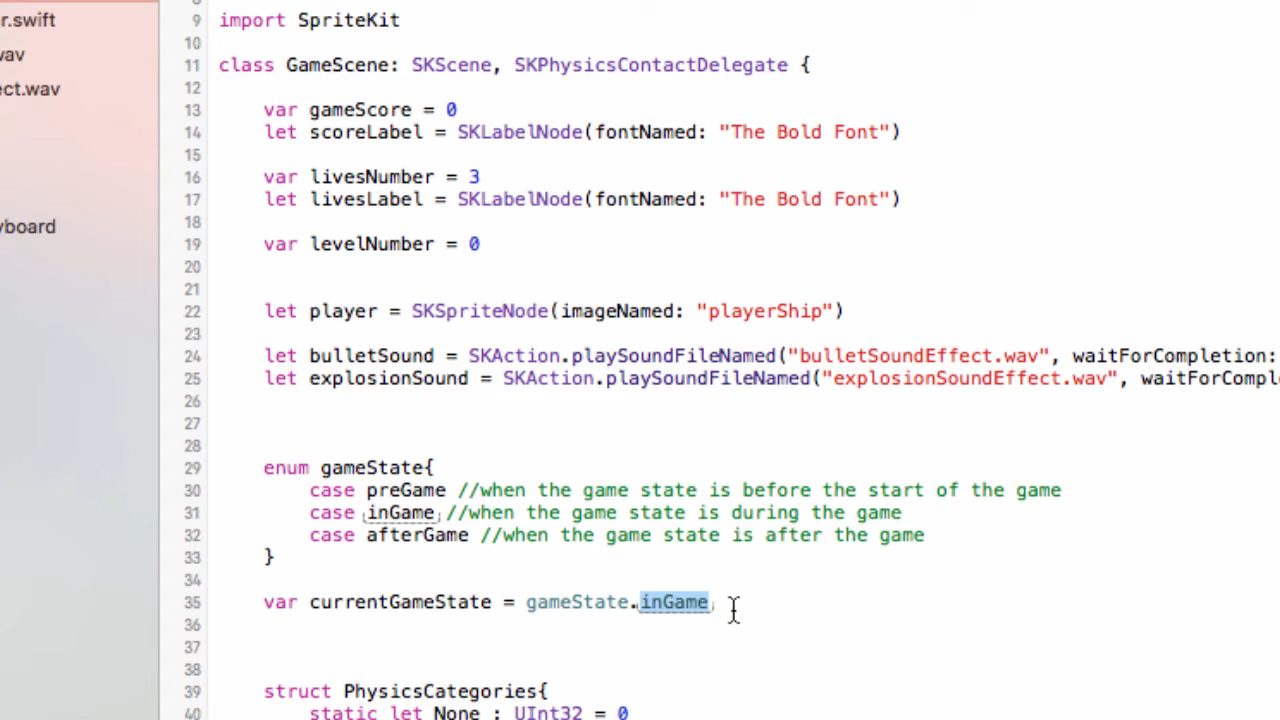 r.swift
vav
ect.wav
yboard
8
9 import SpriteKit
10
11 class GameScene: SKScene, SKPhysicsContactDelegate {
12
13 var gameScore = 0
14 let scoreLabel = SKLabelNode(fontNamed: "The Bold Font")
15
16 var livesNumber = 3
17 let livesLabel = SKLabelNode(fontNamed: "The Bold Font")
18
19 var levelNumber = 0
20
21
22 let player = SKSpriteNode(imageNamed: "playerShip")
23
24 let bulletSound = SKAction.playSoundFileNamed("bulletSoundEffect.wav", waitForCompletion:
25 let explosionSound = SKAction.playSoundFileNamed("explosionSoundEffect.wav", waitForComple
26
27
28
29 enum gameState{
30 case preGame //when the game state is before the start of the game
31 case inGame //when the game state is during the game
32 case afterGame //when the game state is after the game
33 }
34
35 var currentGameState = gameState.inGame
36
37
38
39 struct PhysicsCategories{
40 static let None : UInt32 = 0